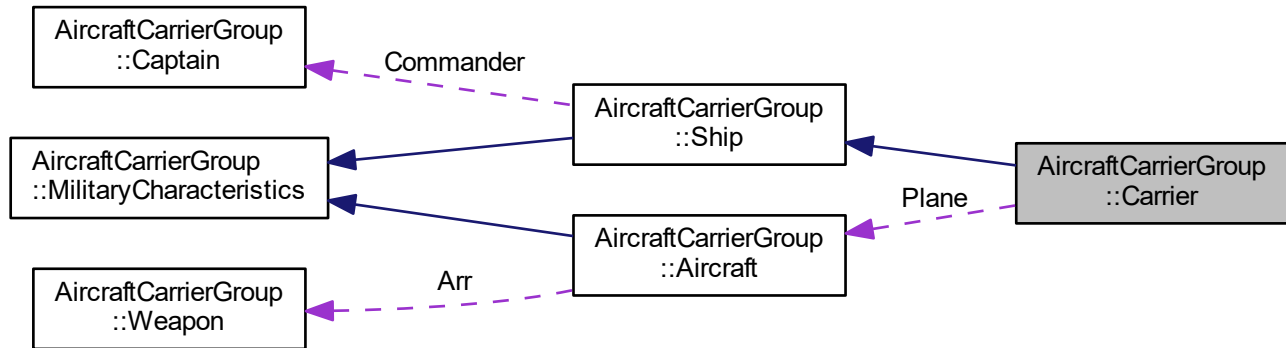 AircraftCarrierGroup
::Captain
Commander
AircraftCarrierGroup
::Ship
AircraftCarrierGroup
::MilitaryCharacteristics
AircraftCarrierGroup
::Carrier
Plane
AircraftCarrierGroup
::Aircraft
Arr
AircraftCarrierGroup
::Weapon